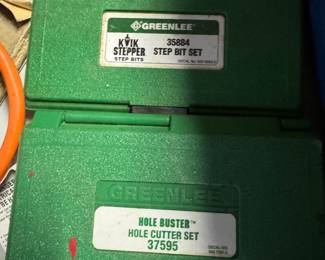 GREENLEE
KWIK
STEPPER
STEP BITS
35884
STEP BIT SET
GREENLEE
HOLE BUSTER™
HOLE CUTTER SET
37595